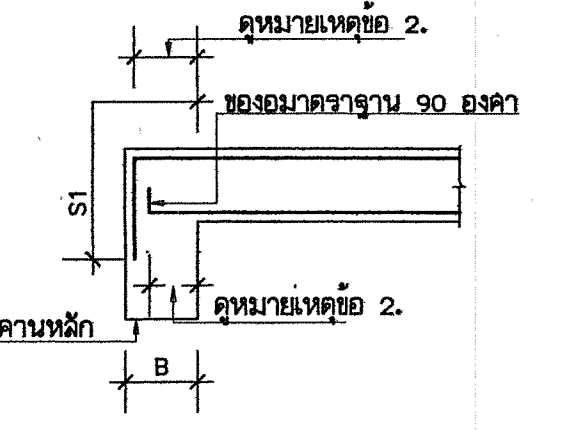 ดูหมายเหตุข้อ 2.
ของอมาตราฐาน 90 องศา
S1
ดูหมายเหตุข้อ 2.
คานหลัก
B